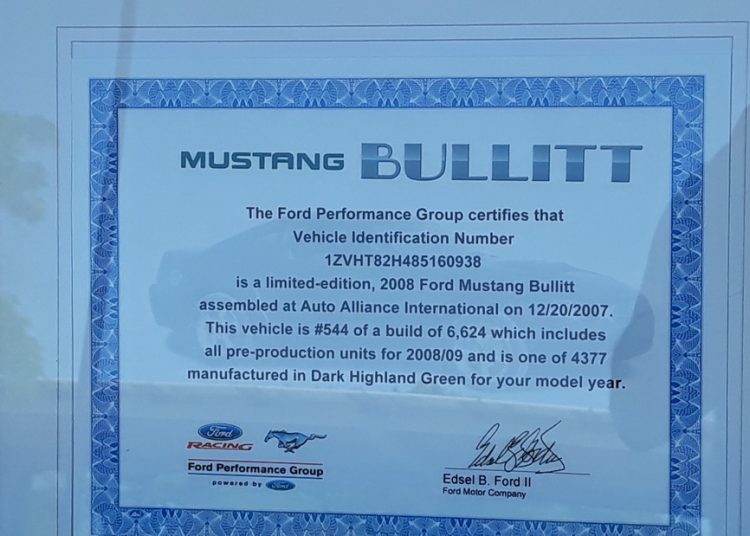 MUSTANG BULLITT
The Ford Performance Group certifies that
Vehicle Identification Number
1ZVHT82H485160938
is a limited-edition, 2008 Ford Mustang Bullitt
assembled at Auto Alliance International on 12/20/2007.
This vehicle is #544 of a build of 6,624 which includes
all pre-production units for 2008/09 and is one of 4377
manufactured in Dark Highland Green for your model year.
Ford
RACING
Ford Performance Group
powered by Ford
Edsel B. Ford II
Edsel B. Ford II
Ford Motor Company